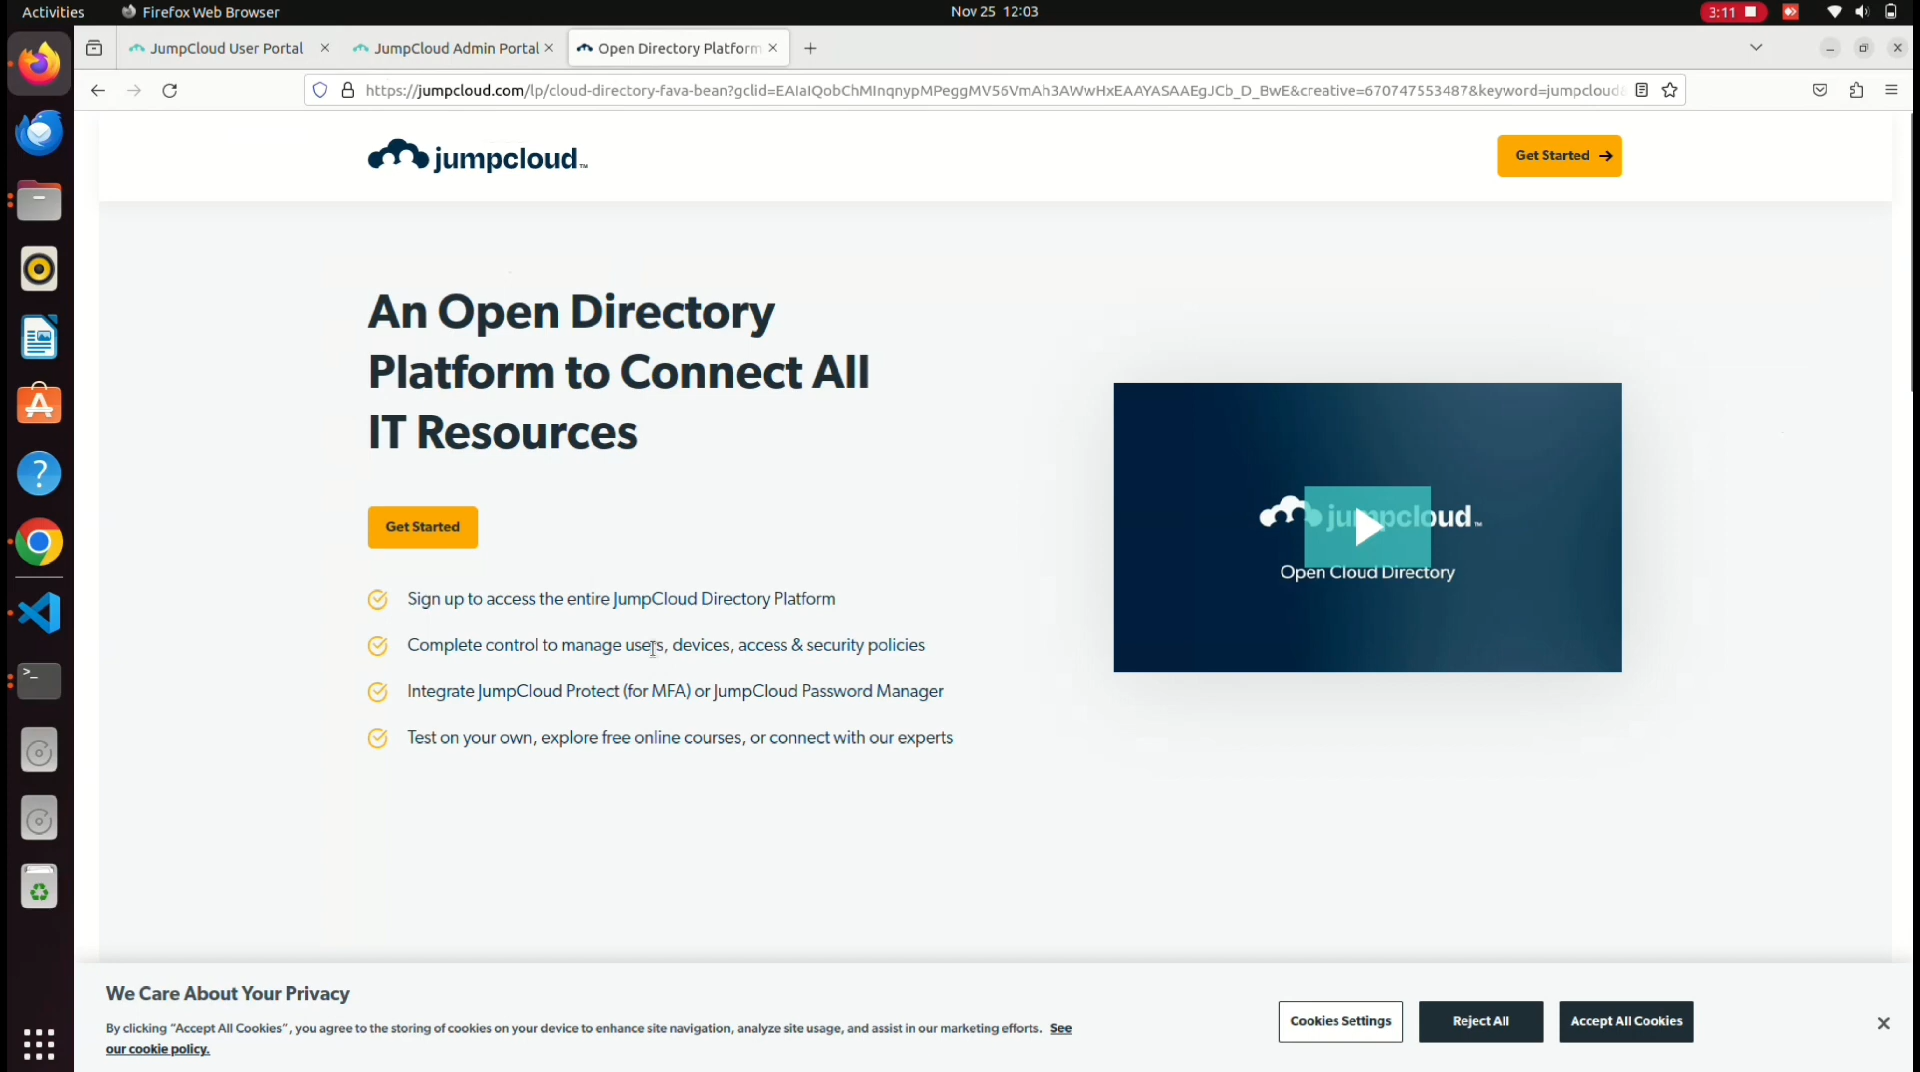 Activities
Firefox Web Browser
Nov 25 12:03
3:11
JumpCloud User Portal
JumpCloud Admin Portal
Open Directory Platform
https://jumpcloud.com/lp/cloud-directory-fava-bean?gclid=EAIaIQobChMInqnypMPeggMV56VmAh3AWwHxEAAYASAAEgJCb_D_BwE&creative=670747553487&keyword=jumpcloud&
jumpcloud™
Get Started →
An Open Directory
Platform to Connect All
IT Resources
Get Started
Sign up to access the entire JumpCloud Directory Platform
Complete control to manage users, devices, access & security policies
Integrate JumpCloud Protect (for MFA) or JumpCloud Password Manager
Test on your own, explore free online courses, or connect with our experts
jumpcloud™
Open Cloud Directory
We Care About Your Privacy
By clicking “Accept All Cookies”, you agree to the storing of cookies on your device to enhance site navigation, analyze site usage, and assist in our marketing efforts. See
our cookie policy.
Cookies Settings
Reject All
Accept All Cookies